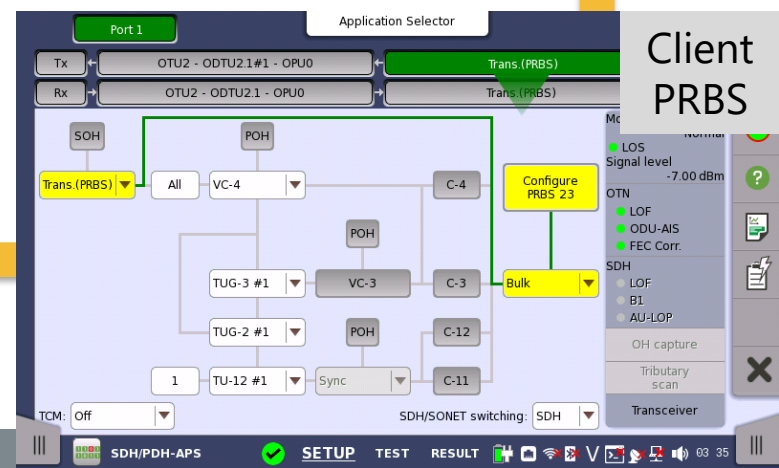 Port 1
Application Selector
Client
PRBS
Tx
OTU2 - ODTU2.1#1 - OPU0
Trans.(PRBS)
Rx
OTU2 - ODTU2.1 - OPU0
Trans.(PRBS)
SOH
POH
Normal
LOS
Signal level
-7.00 dBm
Trans.(PRBS)
All
VC-4
C-4
Configure
PRBS 23
OTN
LOF
ODU-AIS
FEC Corr.
POH
SDH
TUG-3 #1
VC-3
C-3
Bulk
LOF
B1
AU-LOP
TUG-2 #1
POH
C-12
OH capture
Tributary
scan
1
TU-12 #1
Sync
C-11
TCM:
Off
SDH/SONET switching:
SDH
Transceiver
SDH/PDH-APS
SETUP
TEST
RESULT
03 35